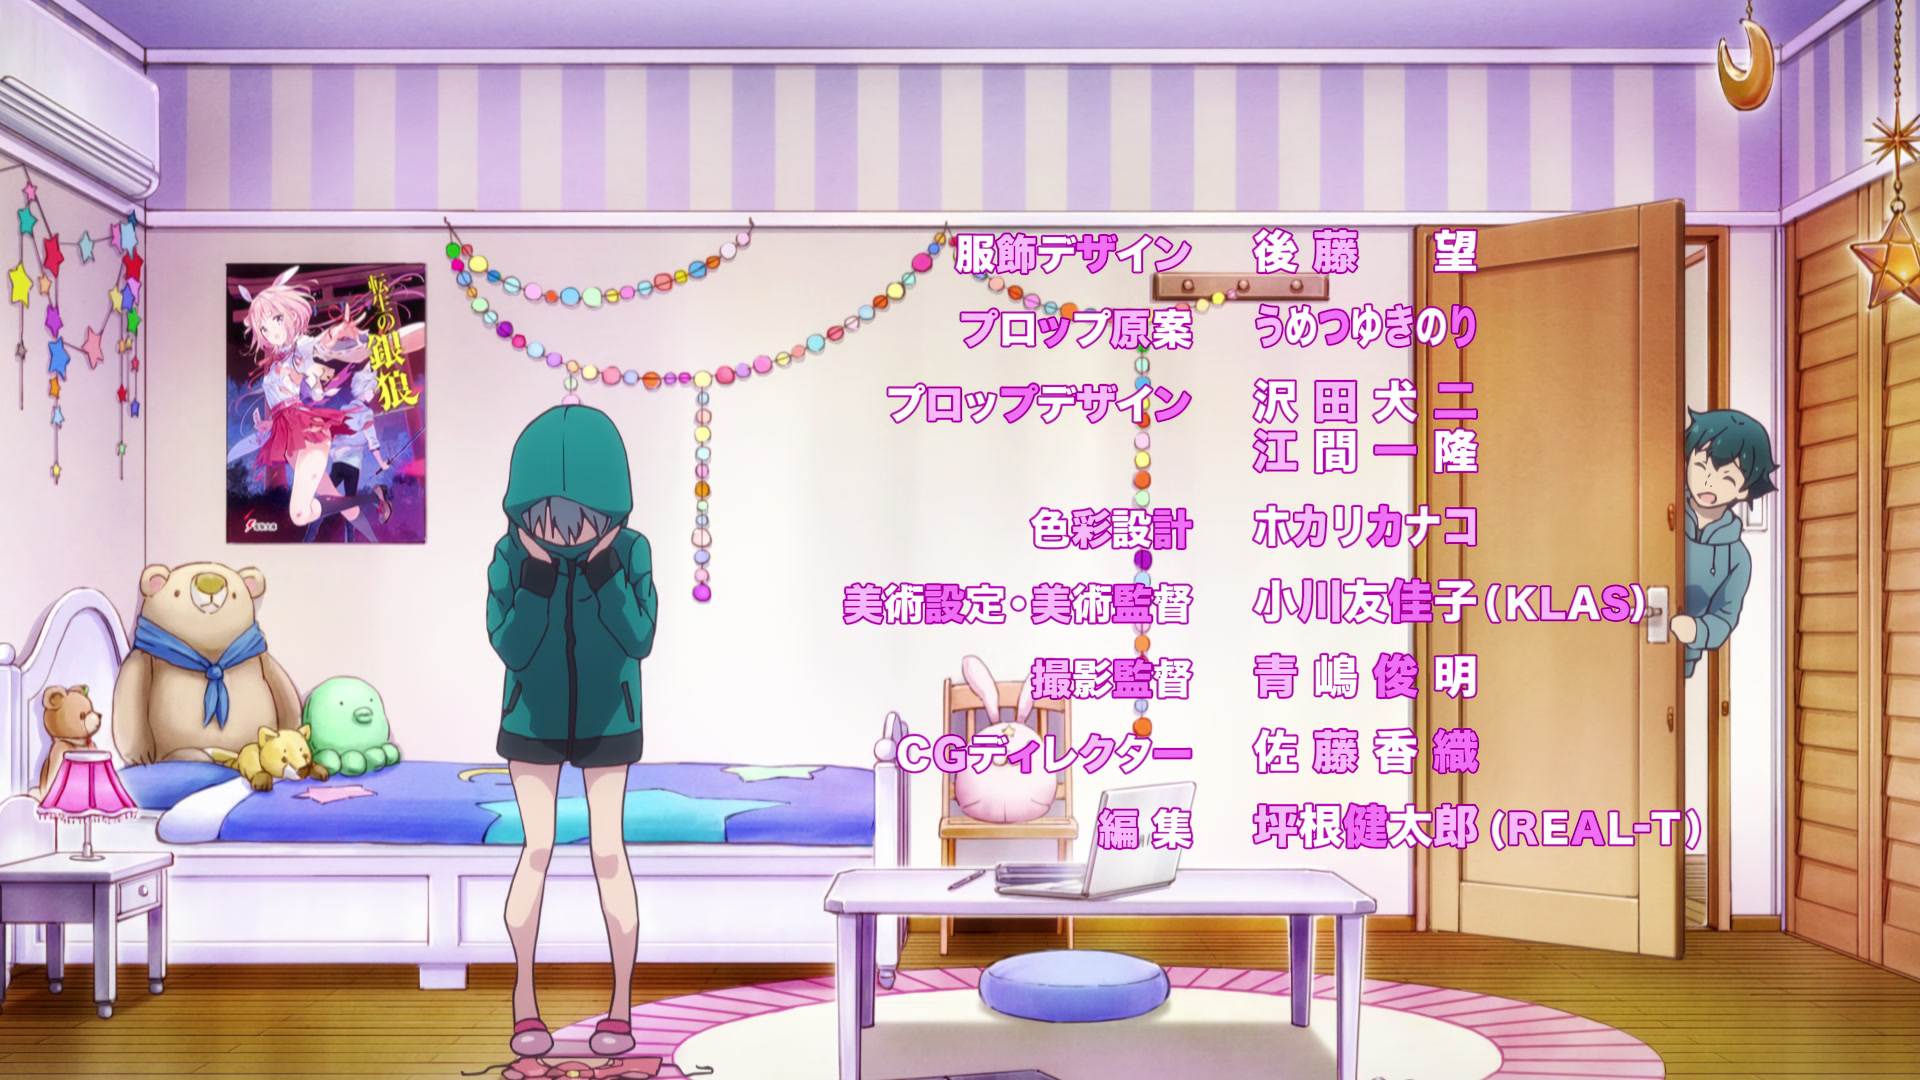 転生の銀狼
電撃文庫
服飾デザイン 後藤 望
プロップ原案 うめつゆきのり
プロップデザイン 沢田犬二
江間一隆
色彩設計 ホカリカナコ
美術設定・美術監督 小川友佳子(KLAS)
撮影監督 青嶋俊明
CGディレクター 佐藤香織
編集 坪根健太郎(REAL-T)